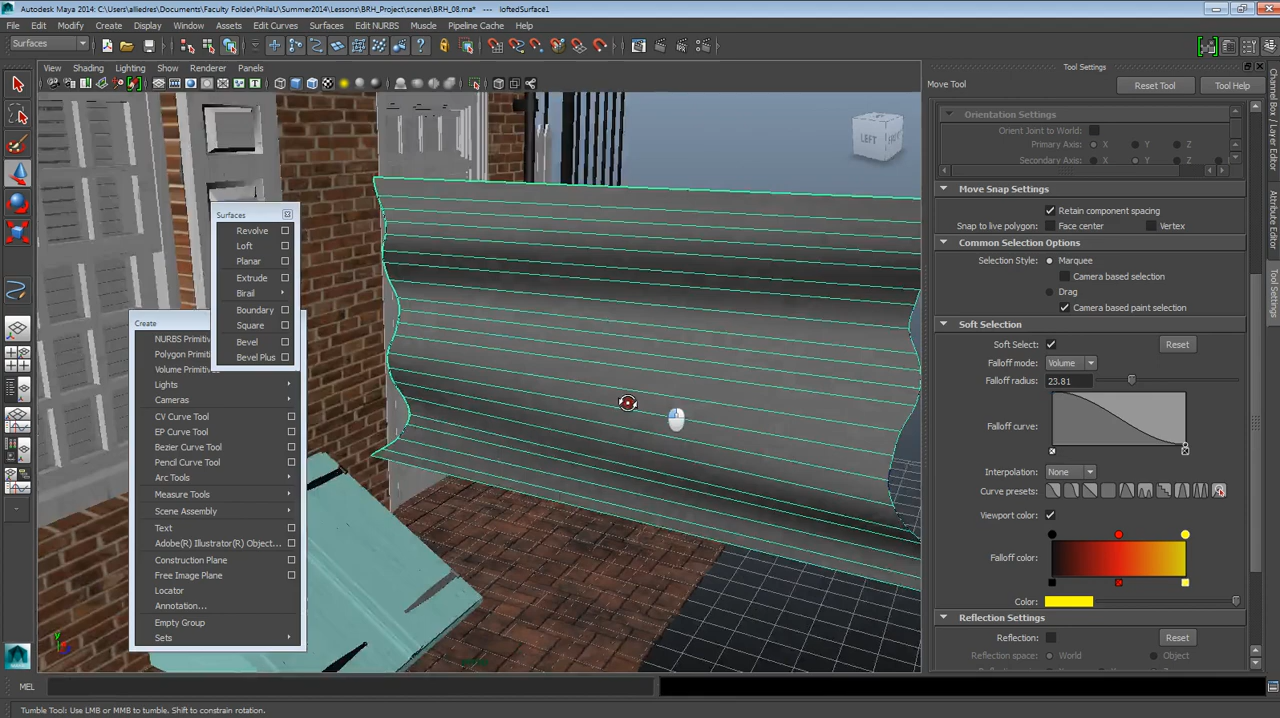 Autodesk Maya 2014: C:\Users\alliedres\Documents\Faculty Folder\PhilaU\Summer2014\Lessons\BRH_Project\scenes\BRH_08.ma*   ---   loftedSurface1
File Edit Modify Create Display Window Assets Edit Curves Surfaces Edit NURBS Muscle Pipeline Cache Help
Surfaces
View Shading Lighting Show Renderer Panels
Tool Settings
Move Tool Reset Tool Tool Help
Orientation Settings
Orient Joint to World:
Primary Axis: X Y Z
Secondary Axis: X Y Z
Move Snap Settings
Retain component spacing
Snap to live polygon: Face center Vertex
Common Selection Options
Selection Style: Marquee
Camera based selection
Drag
Camera based paint selection
Soft Selection
Soft Select: Reset
Falloff mode: Volume
Falloff radius: 23.81
Falloff curve:
Interpolation: None
Curve presets:
Viewport color:
Falloff color:
Color:
Reflection Settings
Reflection: Reset
Reflection space: World Object
Channel Box / Layer Editor
Attribute Editor
Tool Settings
LEFT
Surfaces
Revolve
Loft
Planar
Extrude
Birail
Boundary
Square
Bevel
Bevel Plus
Create
NURBS Primiti
Polygon Primiti
Volume Primitives
Lights
Cameras
CV Curve Tool
EP Curve Tool
Bezier Curve Tool
Pencil Curve Tool
Arc Tools
Measure Tools
Scene Assembly
Text
Adobe(R) Illustrator(R) Object...
Construction Plane
Free Image Plane
Locator
Annotation...
Empty Group
Sets
y
MEL
Tumble Tool: Use LMB or MMB to tumble. Shift to constrain rotation.